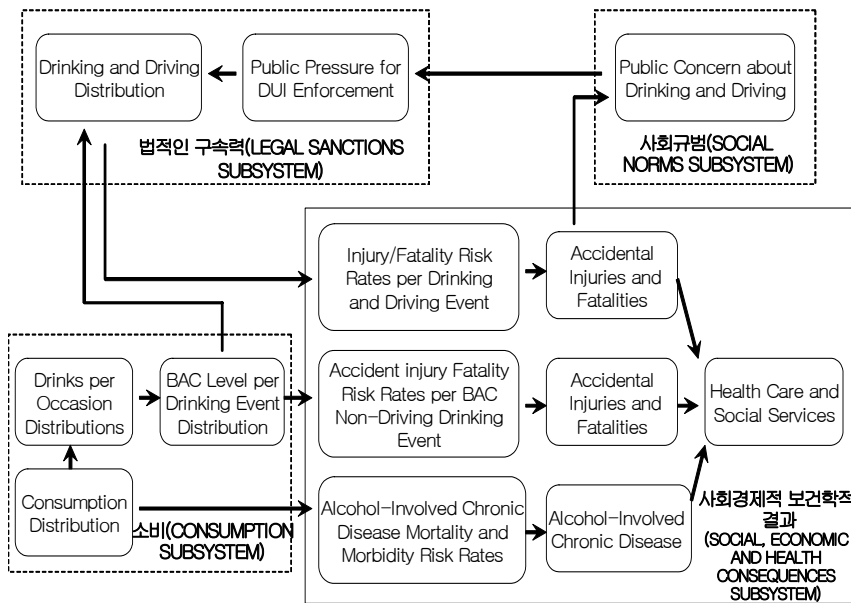 Drinking and Driving
Distribution
Public Pressure for
DUI Enforcement
법적인 구속력(LEGAL SANCTIONS
SUBSYSTEM)
Public Concern about
Drinking and Driving
사회규범(SOCIAL
NORMS SUBSYSTEM)
Injury/Fatality Risk
Rates per Drinking
and Driving Event
Accidental
Injuries and
Fatalities
Drinks per
Occasion
Distributions
BAC Level per
Drinking Event
Distribution
Accident injury Fatality
Risk Rates per BAC
Non-Driving Drinking
Event
Accidental
Injuries and
Fatalities
Health Care and
Social Services
Consumption
Distribution
소비(CONSUMPTION
SUBSYSTEM)
Alcohol-Involved Chronic
Disease Mortality and
Morbidity Risk Rates
Alcohol-Involved
Chronic Disease
사회경제적 보건학적
결과
(SOCIAL, ECONOMIC
AND HEALTH
CONSEQUENCES
SUBSYSTEM)